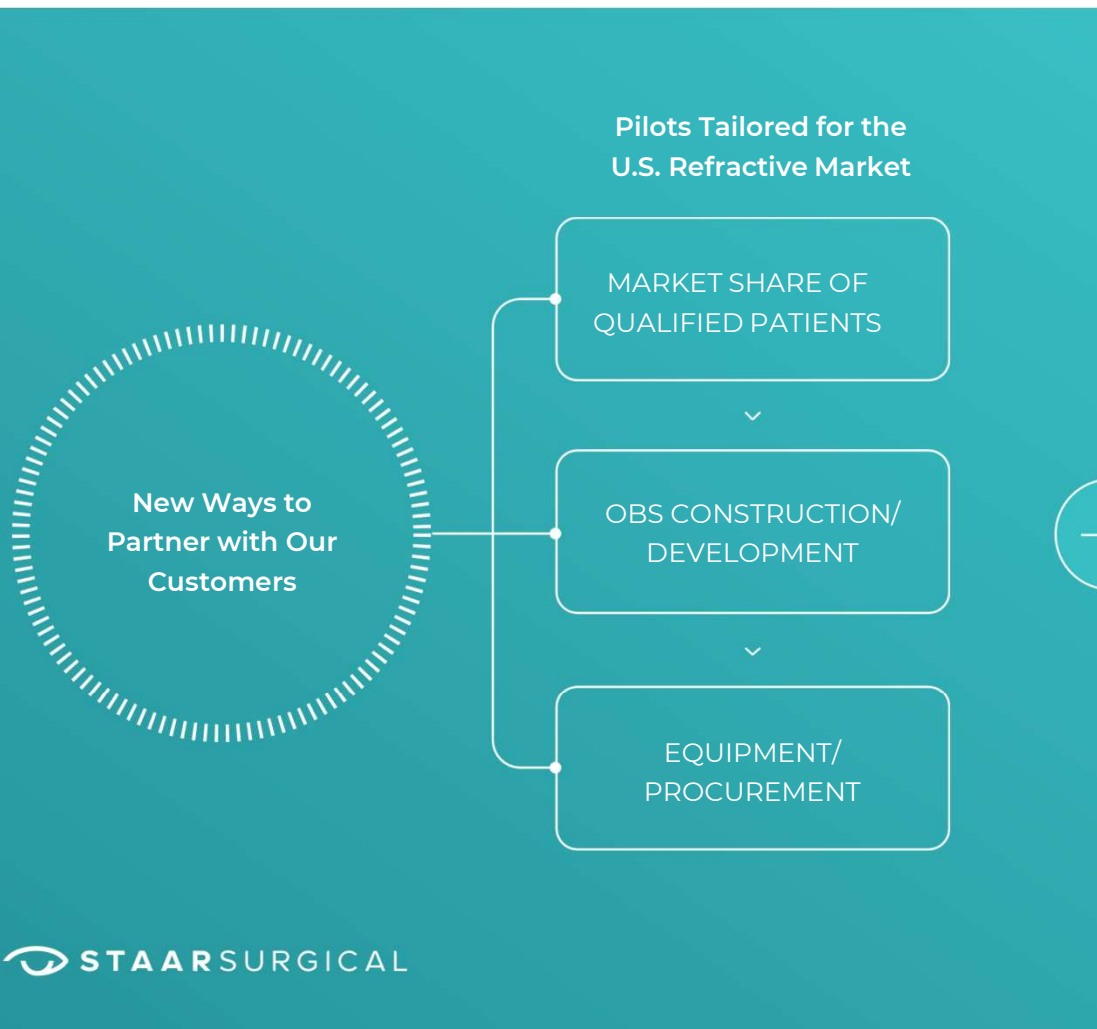 Pilots Tailored for the
U.S. Refractive Market
MARKET SHARE OF
QUALIFIED PATIENTS
New Ways to
Partner with Our
Customers
OBS CONSTRUCTION/
DEVELOPMENT
EQUIPMENT/
PROCUREMENT
STAARSURGICAL